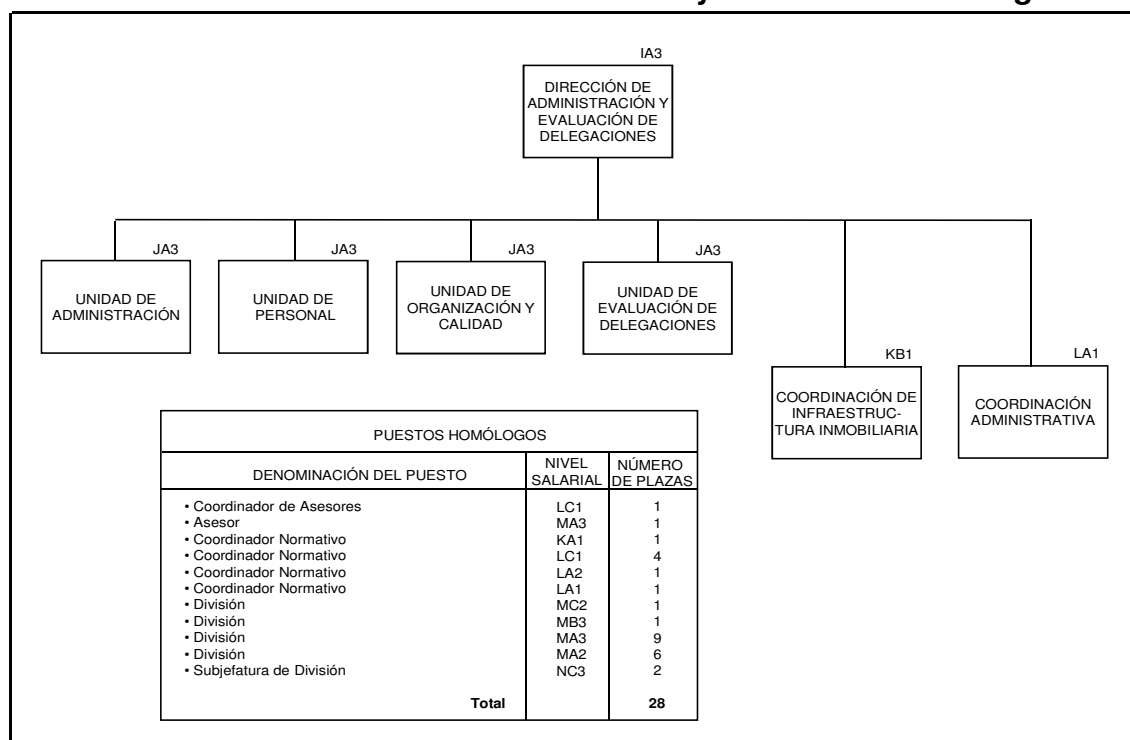 IA3
DIRECCIÓN DE
ADMINISTRACIÓN Y
EVALUACIÓN DE
DELEGACIONES
JA3
UNIDAD DE
ADMINISTRACIÓN
JA3
UNIDAD DE
PERSONAL
JA3
UNIDAD DE
ORGANIZACIÓN Y
CALIDAD
JA3
UNIDAD DE
EVALUACIÓN DE
DELEGACIONES
KB1
COORDINACIÓN DE
INFRAESTRUC-
TURA INMOBILIARIA
LA1
COORDINACIÓN
ADMINISTRATIVA
PUESTOS HOMÓLOGOS
DENOMINACIÓN DEL PUESTO NIVEL SALARIAL NÚMERO DE PLAZAS
• Coordinador de Asesores LC1 1
• Asesor MA3 1
• Coordinador Normativo KA1 1
• Coordinador Normativo LC1 4
• Coordinador Normativo LA2 1
• Coordinador Normativo LA1 1
• División MC2 1
• División MB3 1
• División MA3 9
• División MA2 6
• Subjefatura de División NC3 2
Total 28